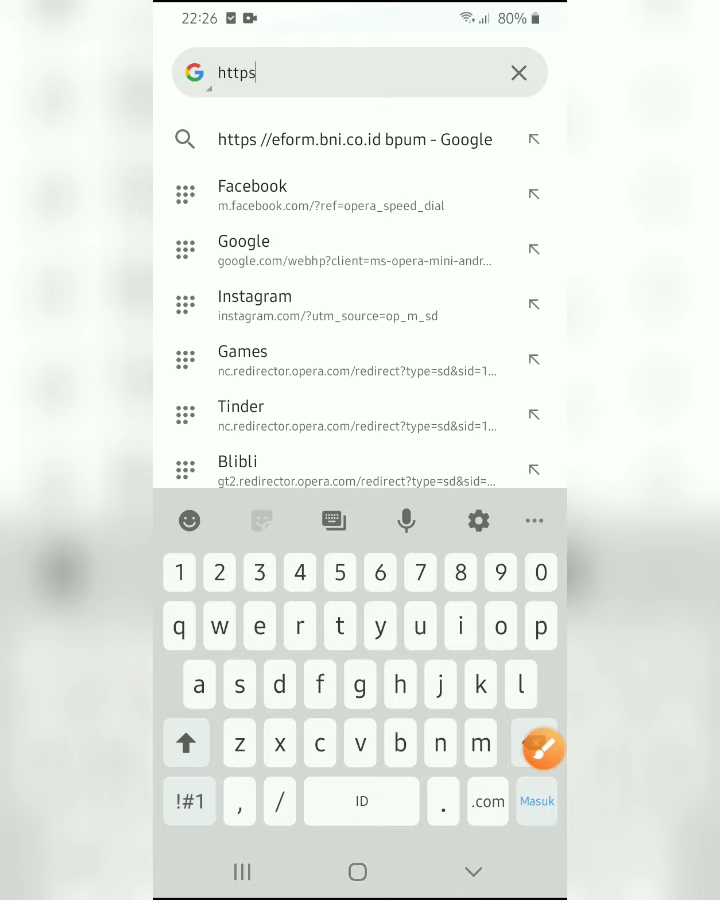 22:26 80%
https
https //eform.bni.co.id bpum - Google
Facebook
m.facebook.com/?ref=opera_speed_dial
Google
google.com/webhp?client=ms-opera-mini-andr...
Instagram
instagram.com/?utm_source=op_m_sd
Games
nc.redirector.opera.com/redirect?type=sd&sid=1...
Tinder
nc.redirector.opera.com/redirect?type=sd&sid=1...
Blibli
gt2.redirector.opera.com/redirect?type=sd&sid=...
1 2 3 4 5 6 7 8 9 0
q w e r t y u i o p
a s d f g h j k l
z x c v b n m
!#1 , / ID . .com Masuk